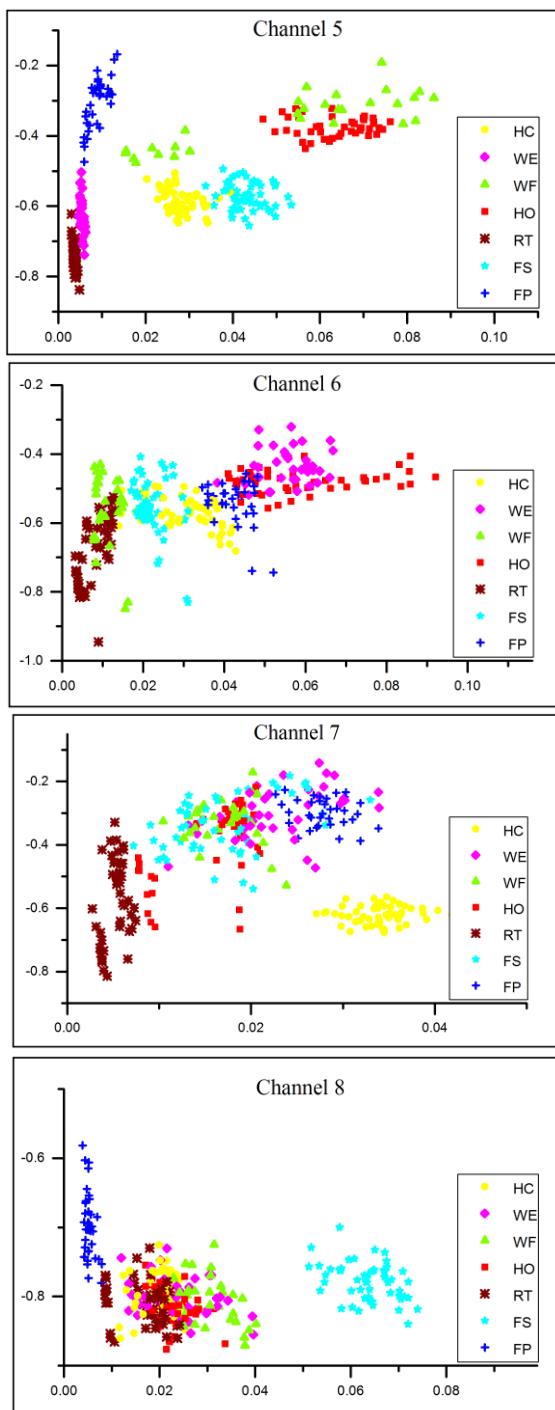 Channel 5
-0.2
-0.4
-0.6
-0.8
0.00 0.02 0.04 0.06 0.08 0.10
HC
WE
WF
HO
RT
FS
FP
Channel 6
-0.2
-0.4
-0.6
-0.8
-1.0
0.00 0.02 0.04 0.06 0.08 0.10
HC
WE
WF
HO
RT
FS
FP
Channel 7
-0.2
-0.4
-0.6
-0.8
0.00 0.02 0.04
HC
WE
WF
HO
RT
FS
FP
Channel 8
-0.6
-0.8
0.00 0.02 0.04 0.06 0.08
HC
WE
WF
HO
RT
FS
FP